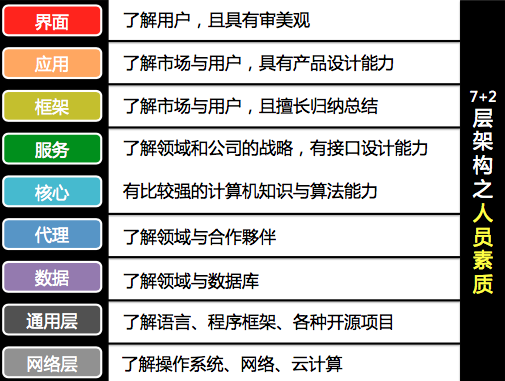 界面
了解用户，且具有审美观
应用
了解市场与用户，具有产品设计能力
框架
了解市场与用户，且擅长归纳总结
服务
了解领域和公司的战略，有接口设计能力
核心
有比较强的计算机知识与算法能力
代理
了解领域与合作夥伴
数据
了解领域与数据库
通用层
了解语言、程序框架、各种开源项目
网络层
了解操作系统、网络、云计算
7+2层架构之人员素质